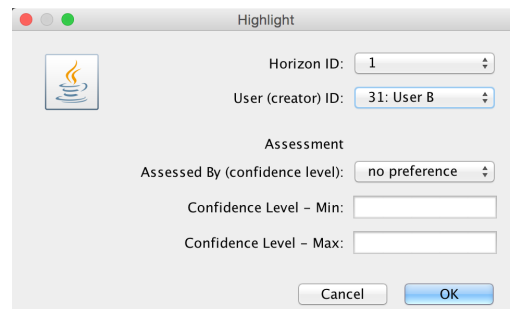 Highlight
Horizon ID: 1
User (creator) ID: 31: User B
Assessment
Assessed By (confidence level): no preference
Confidence Level – Min:
Confidence Level – Max:
Cancel OK